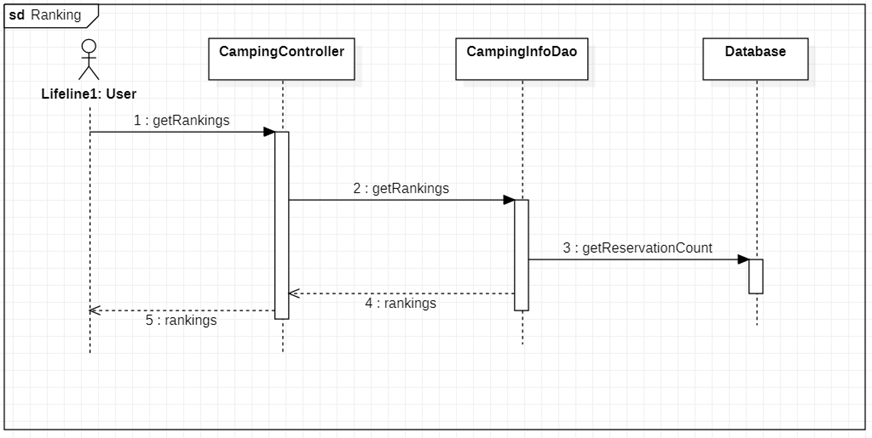 sd Ranking
CampingController
CampingInfoDao
Database
Lifeline1: User
1 : getRankings
2 : getRankings
3 : getReservationCount
4 : rankings
5 : rankings